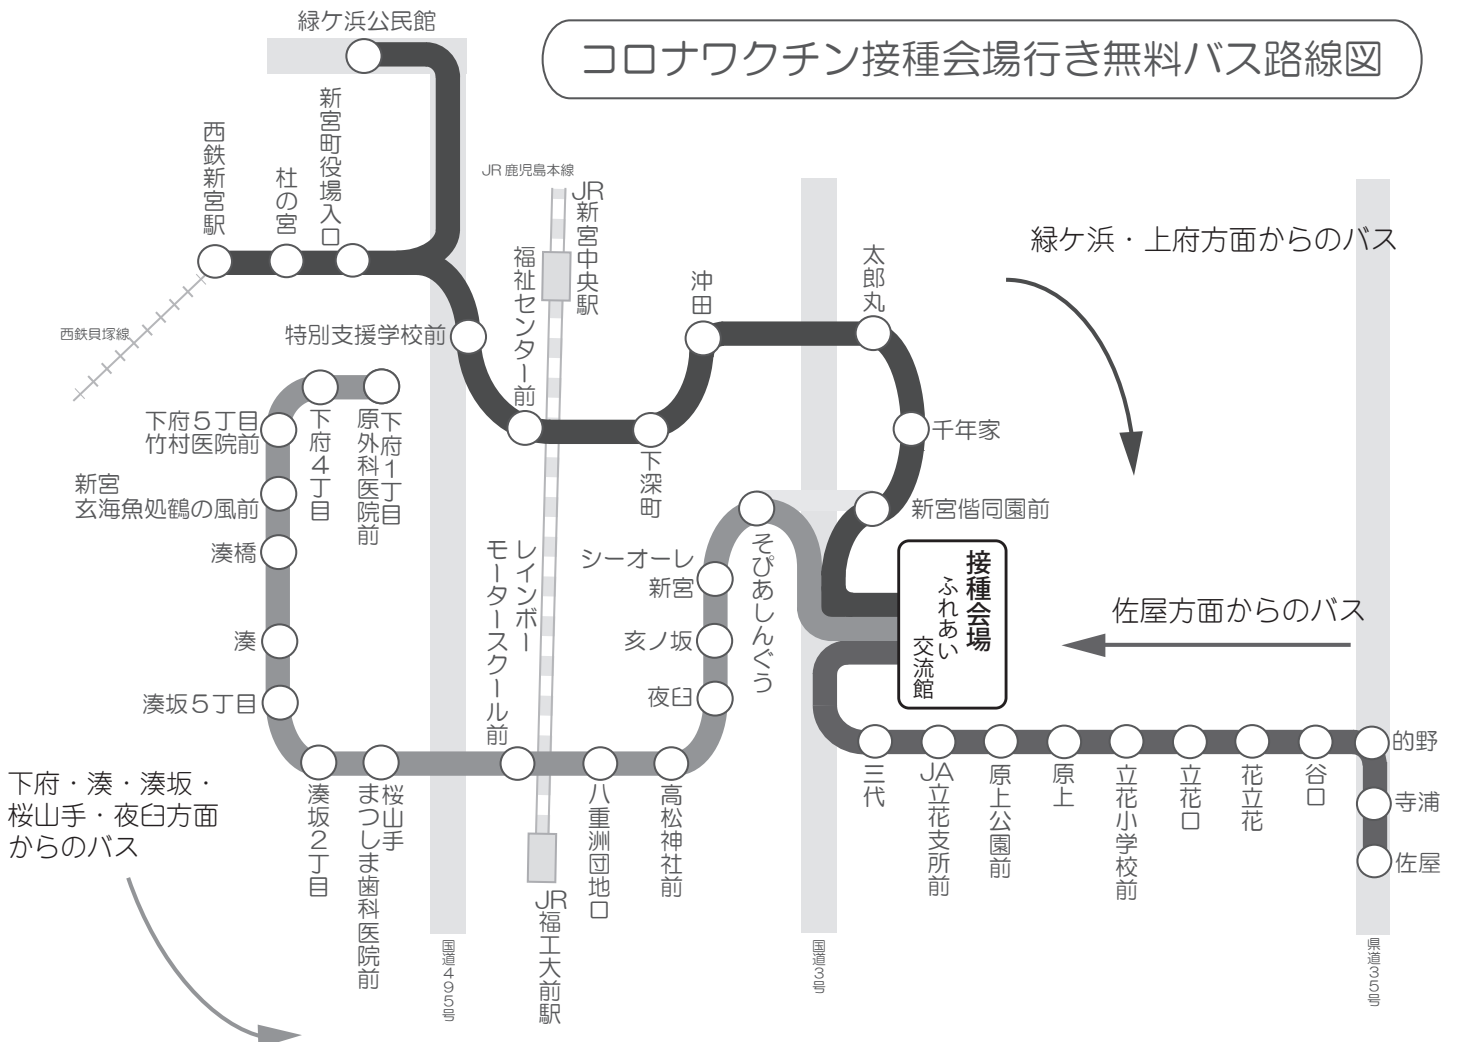 コロナワクチン接種会場行き無料バス路線図
緑ケ浜公民館
西鉄新宮駅
杜の宮
新宮町役場入口
JR 鹿児島本線
JR新宮中央駅
西鉄貝塚線
特別支援学校前
福祉センター前
下深町
沖田
太郎丸
千年家
新宮偕同園前
緑ケ浜・上府方面からのバス
下府1丁目
原外科医院前
下府4丁目
下府5丁目
竹村医院前
新宮
玄海魚処鶴の風前
湊橋
湊
湊坂5丁目
湊坂2丁目
桜山手
まつしま歯科医院前
レインボー
モータースクール前
八重洲団地口
高松神社前
夜臼
亥ノ坂
シーオーレ
新宮
そぴあしんぐう
接種会場
ふれあい
交流館
佐屋方面からのバス
三代
JA立花支所前
原上公園前
原上
立花小学校前
立花口
花立花
谷口
的野
寺浦
佐屋
下府・湊・湊坂・
桜山手・夜臼方面
からのバス
JR福工大前駅
国道495号
国道3号
県道35号